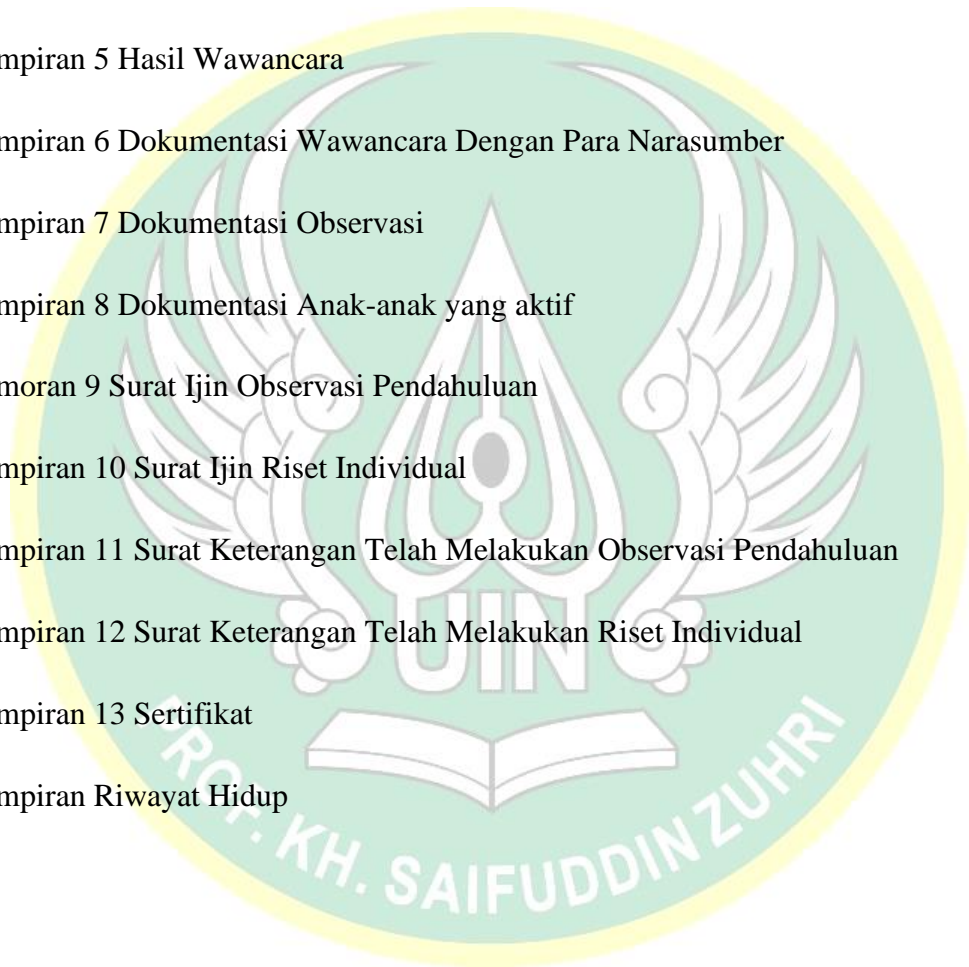 mpiran 5 Hasil Wawancara
mpiran 6 Dokumentasi Wawancara Dengan Para Narasumber
mpiran 7 Dokumentasi Observasi
mpiran 8 Dokumentasi Anak-anak yang aktif
moran 9 Surat Ijin Observasi Pendahuluan
mpiran 10 Surat Ijin Riset Individual
mpiran 11 Surat Keterangan Telah Melakukan Observasi Pendahuluan
mpiran 12 Surat Keterangan Telah Melakukan Riset Individual
UIN
mpiran 13 Sertifikat
mpiran Riwayat Hidup
PROF. KH. SAIFUDDIN ZUHRI